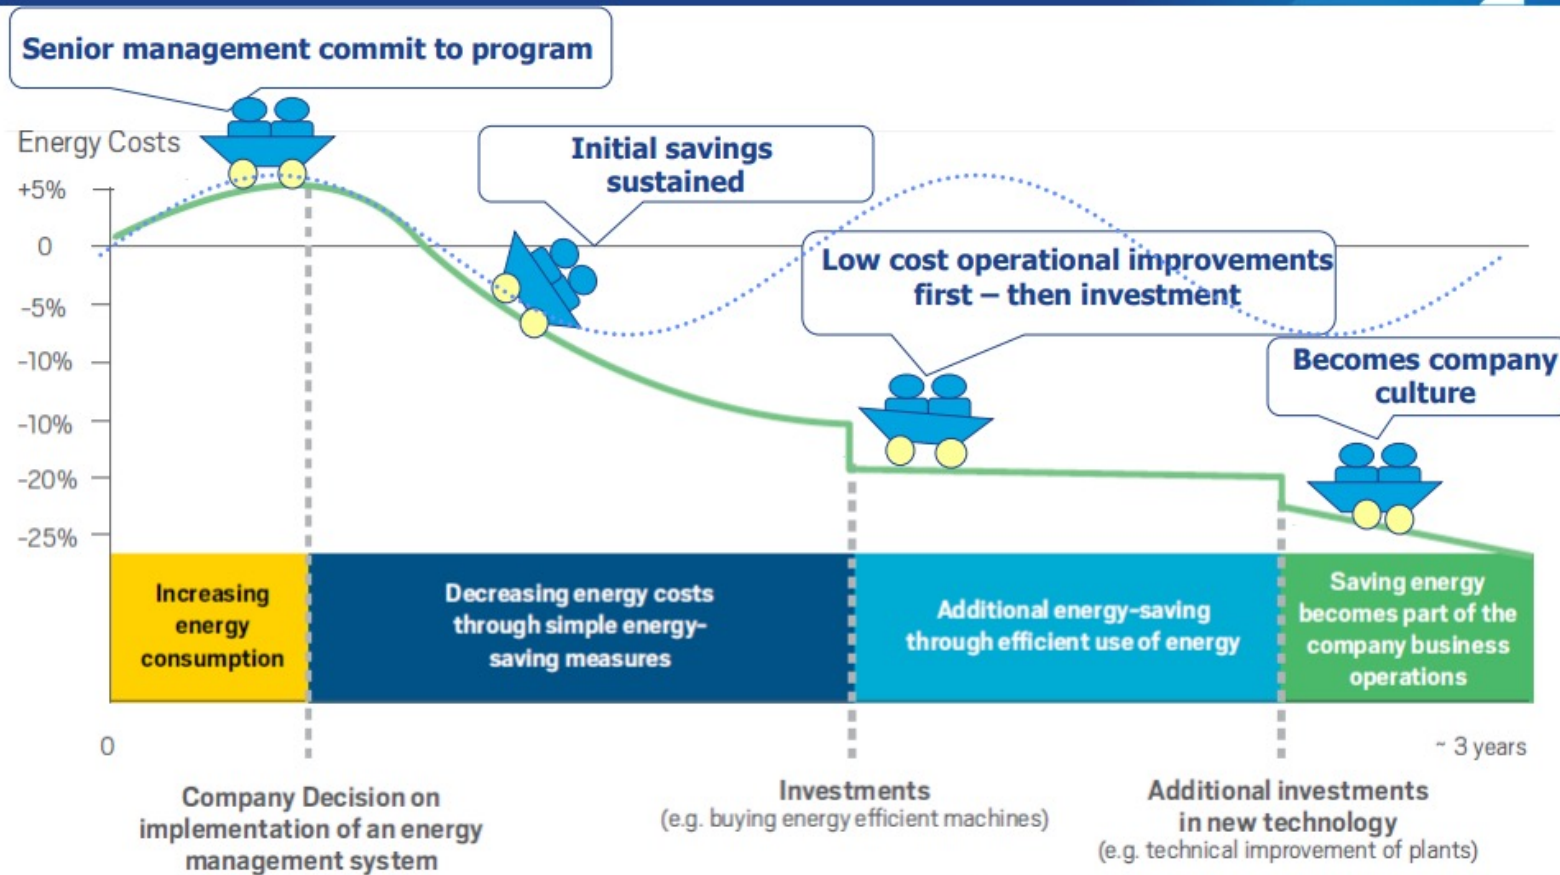 Senior management commit to program
Energy Costs
Initial savings
sustained
+5%
0
-5%
-10%
-10%
-20%
-25%
Low cost operational improvements
first – then investment
Becomes company
culture
Increasing
energy
consumption
Decreasing energy costs
through simple energy-
saving measures
Additional energy-saving
through efficient use of energy
Saving energy
becomes part of the
company business
operations
0
~ 3 years
Company Decision on
implementation of an energy
management system
Investments
(e.g. buying energy efficient machines)
Additional investments
in new technology
(e.g. technical improvement of plants)